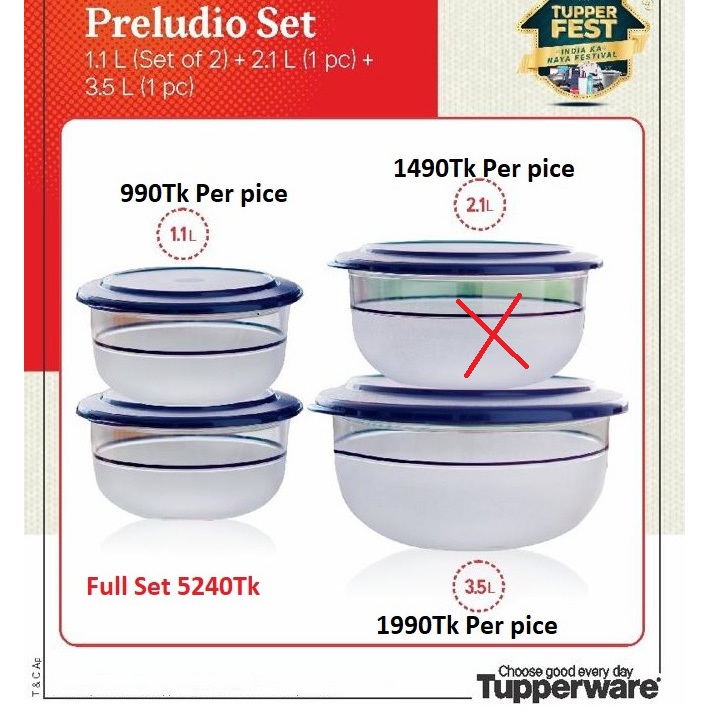 Preludio Set
1.1 L (Set of 2) + 2.1 L (1 pc) +
3.5 L (1 pc)
TUPPER
FEST
INDIA KA
NAYA FESTIVAL
1490Tk Per pice
990Tk Per pice
2.1L
1.1L
Full Set 5240Tk
3.5L
1990Tk Per pice
T & C Ap
Choose good every day
Tupperware